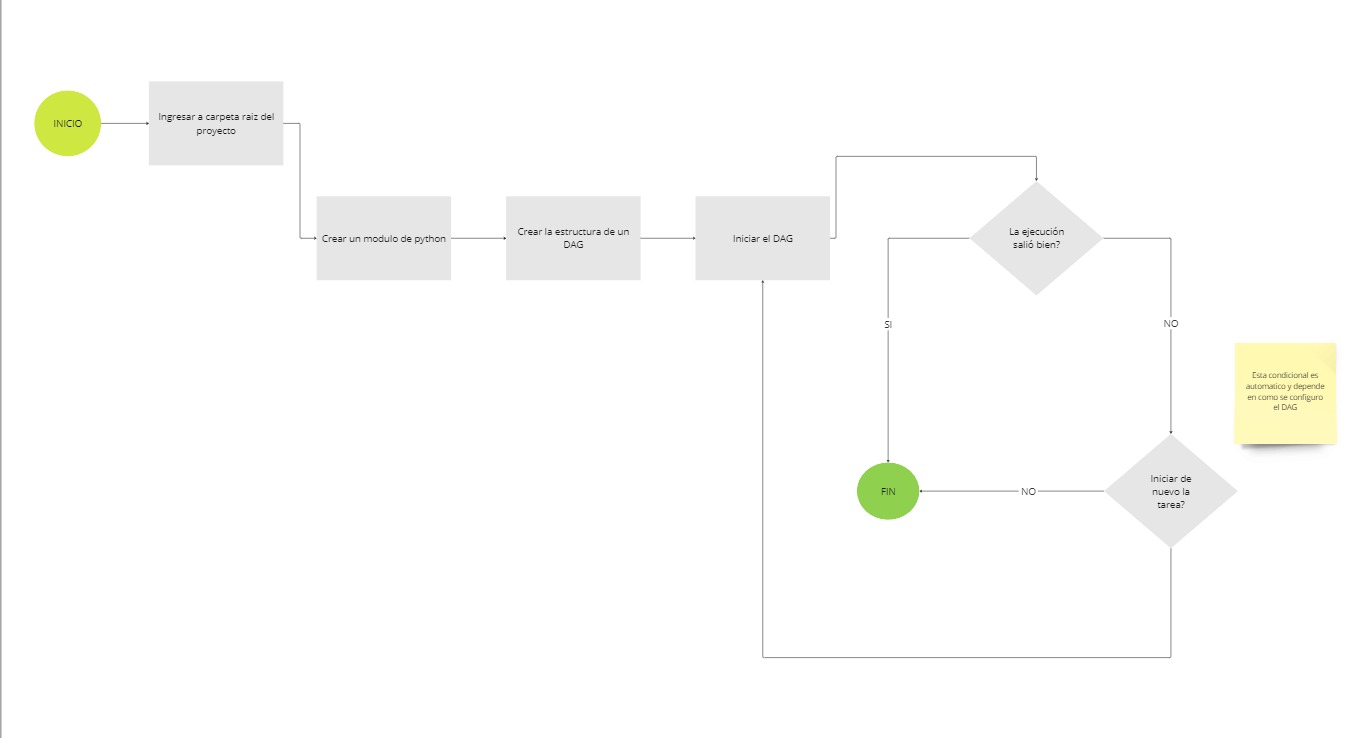 INICIO
Ingresar a carpeta raiz del
proyecto
Crear un modulo de python
Crear la estructura de un
DAG
Iniciar el DAG
La ejecución
salió bien?
SI
NO
Esta condicional es
automatico y depende
en como se configuro
el DAG
FIN
NO
Iniciar de
nuevo la
tarea?